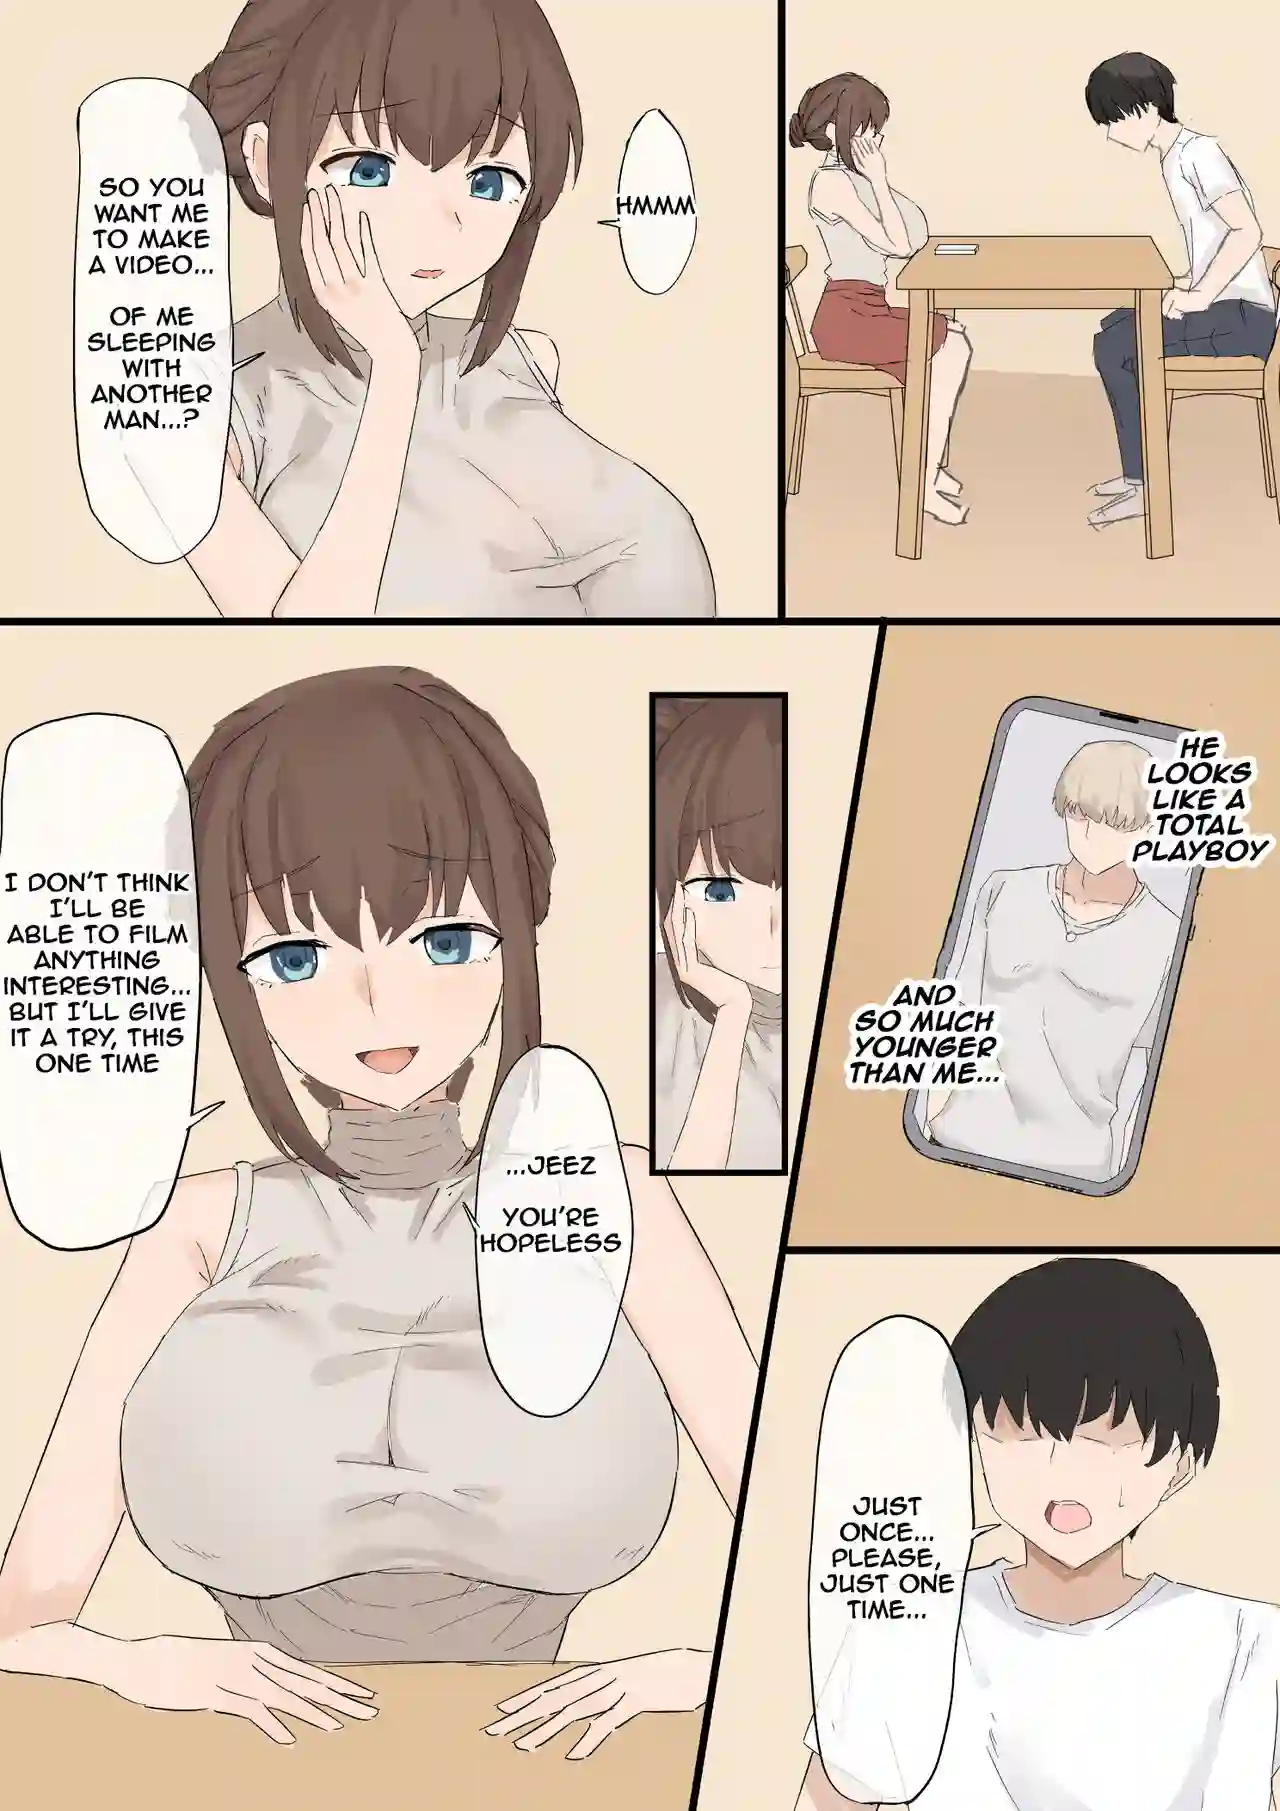 SO YOU
WANT ME
TO MAKE
A VIDEO...
OF ME
SLEEPING
WITH
ANOTHER
MAN...?
HMMM
HE
LOOKS
LIKE A
TOTAL
PLAYBOY
AND
SO MUCH
YOUNGER
THAN ME...
JUST
ONCE...
PLEASE,
JUST ONE
TIME...
...JEEZ
YOU'RE
HOPELESS
I DON'T THINK
I'LL BE
ABLE TO FILM
ANYTHING
INTERESTING...
BUT I'LL GIVE
IT A TRY, THIS
ONE TIME